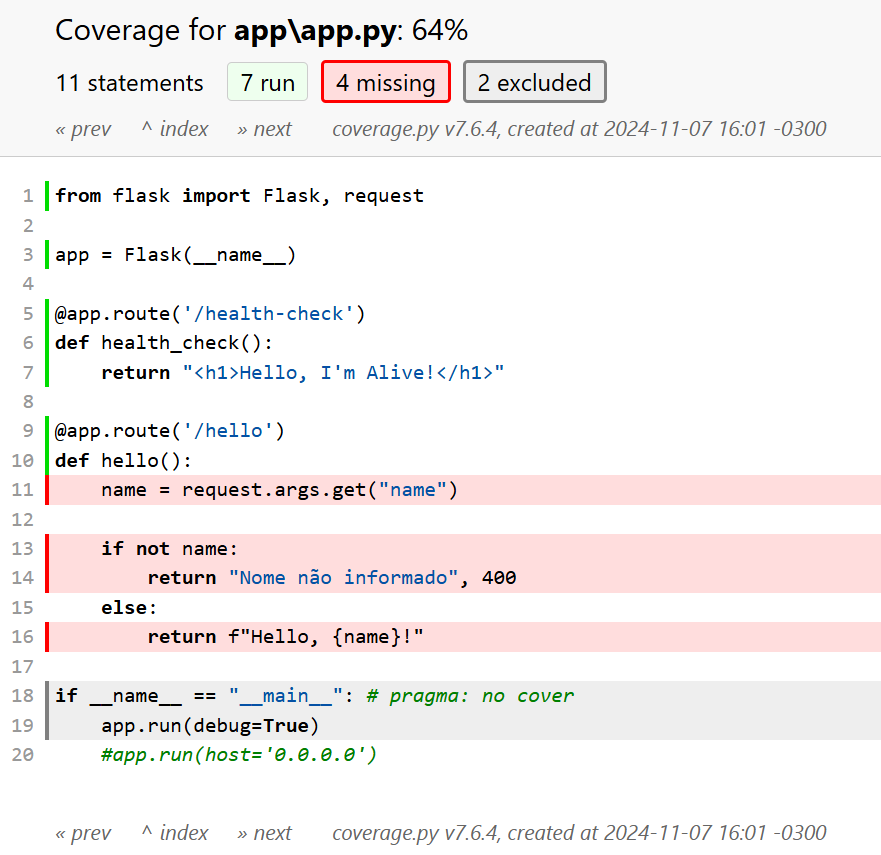 Coverage for app\app.py: 64%
11 statements 7 run 4 missing 2 excluded
« prev ^ index » next coverage.py v7.6.4, created at 2024-11-07 16:01 -0300
1 from flask import Flask, request
2
3 app = Flask(__name__)
4
5 @app.route('/health-check')
6 def health_check():
7     return "<h1>Hello, I'm Alive!</h1>"
8
9 @app.route('/hello')
10 def hello():
11     name = request.args.get("name")
12
13     if not name:
14         return "Nome não informado", 400
15     else:
16         return f"Hello, {name}!"
17
18 if __name__ == "__main__": # pragma: no cover
19     app.run(debug=True)
20     #app.run(host='0.0.0.0')
« prev ^ index » next coverage.py v7.6.4, created at 2024-11-07 16:01 -0300